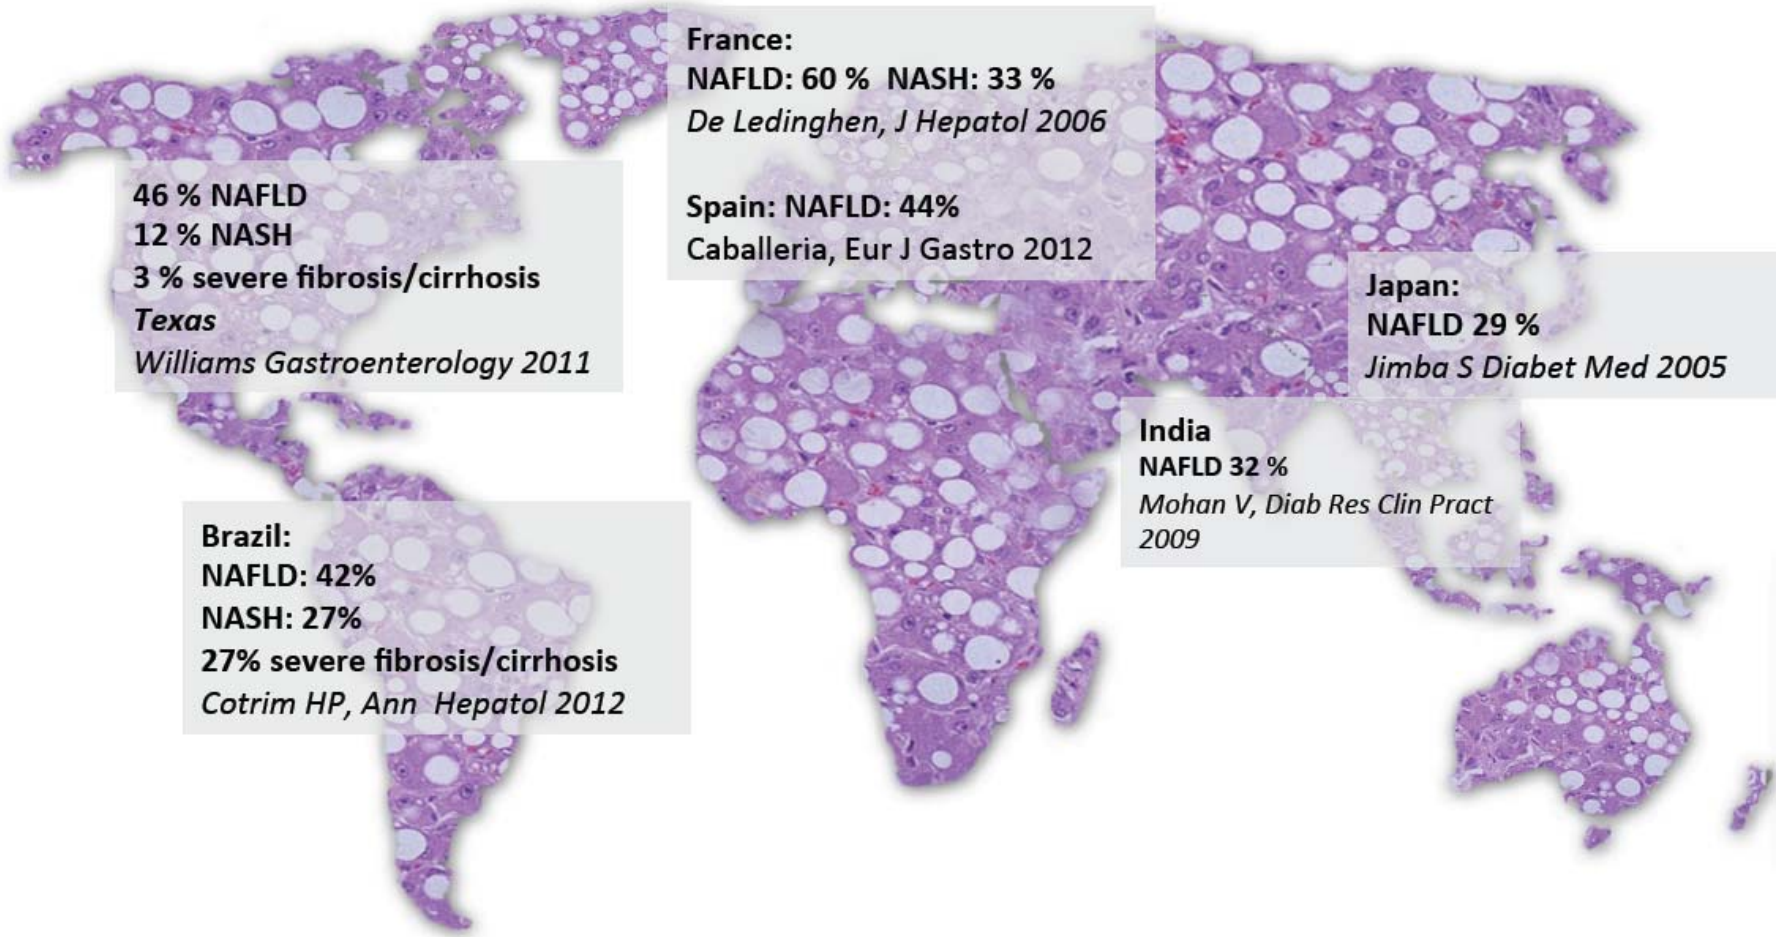 France:
NAFLD: 60 % NASH: 33 %
De Ledinghen, J Hepatol 2006
Spain: NAFLD: 44%
Caballeria, Eur J Gastro 2012
46 % NAFLD
12 % NASH
3 % severe fibrosis/cirrhosis
Texas
Williams Gastroenterology 2011
Japan:
NAFLD 29 %
Jimba S Diabet Med 2005
India
NAFLD 32 %
Mohan V, Diab Res Clin Pract
2009
Brazil:
NAFLD: 42%
NASH: 27%
27% severe fibrosis/cirrhosis
Cotrim HP, Ann Hepatol 2012